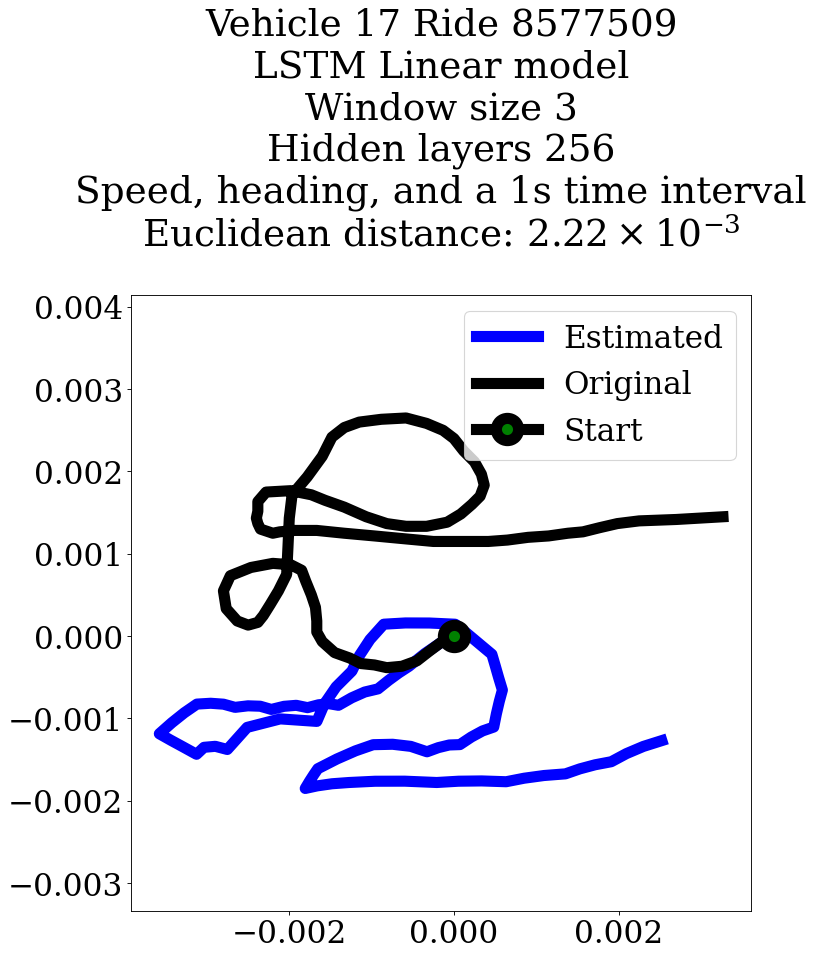 Vehicle 17 Ride 8577509
LSTM Linear model
Window size 3
Hidden layers 256
Speed, heading, and a 1s time interval
Euclidean distance: 2.22 × 10⁻³
0.004
0.003
0.002
0.001
0.000
−0.001
−0.002
−0.003
Estimated
Original
Start
−0.002 0.000 0.002